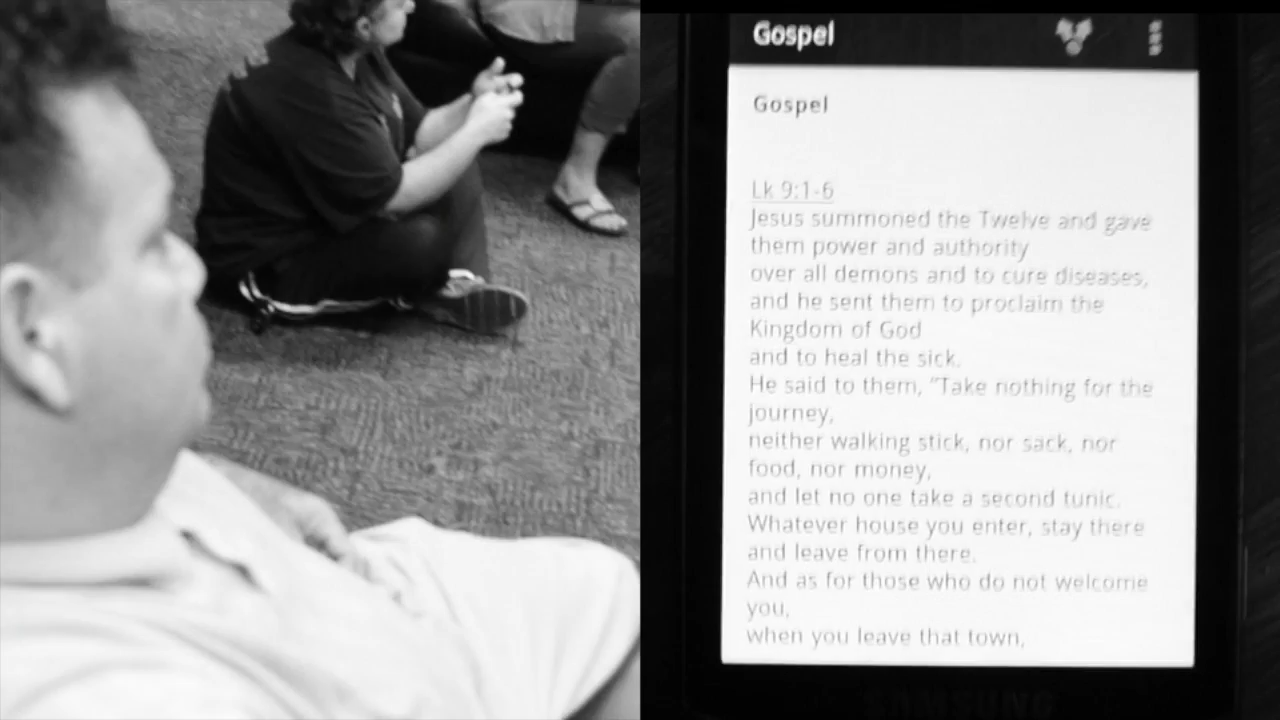 Gospel
Gospel
Lk 9:1-6
Jesus summoned the Twelve and gave
them power and authority
over all demons and to cure diseases,
and he sent them to proclaim the
Kingdom of God
and to heal the sick.
He said to them, "Take nothing for the
journey,
neither walking stick, nor sack, nor
food, nor money,
and let no one take a second tunic.
Whatever house you enter, stay there
and leave from there.
And as for those who do not welcome
you,
when you leave that town,
SAMSUNG